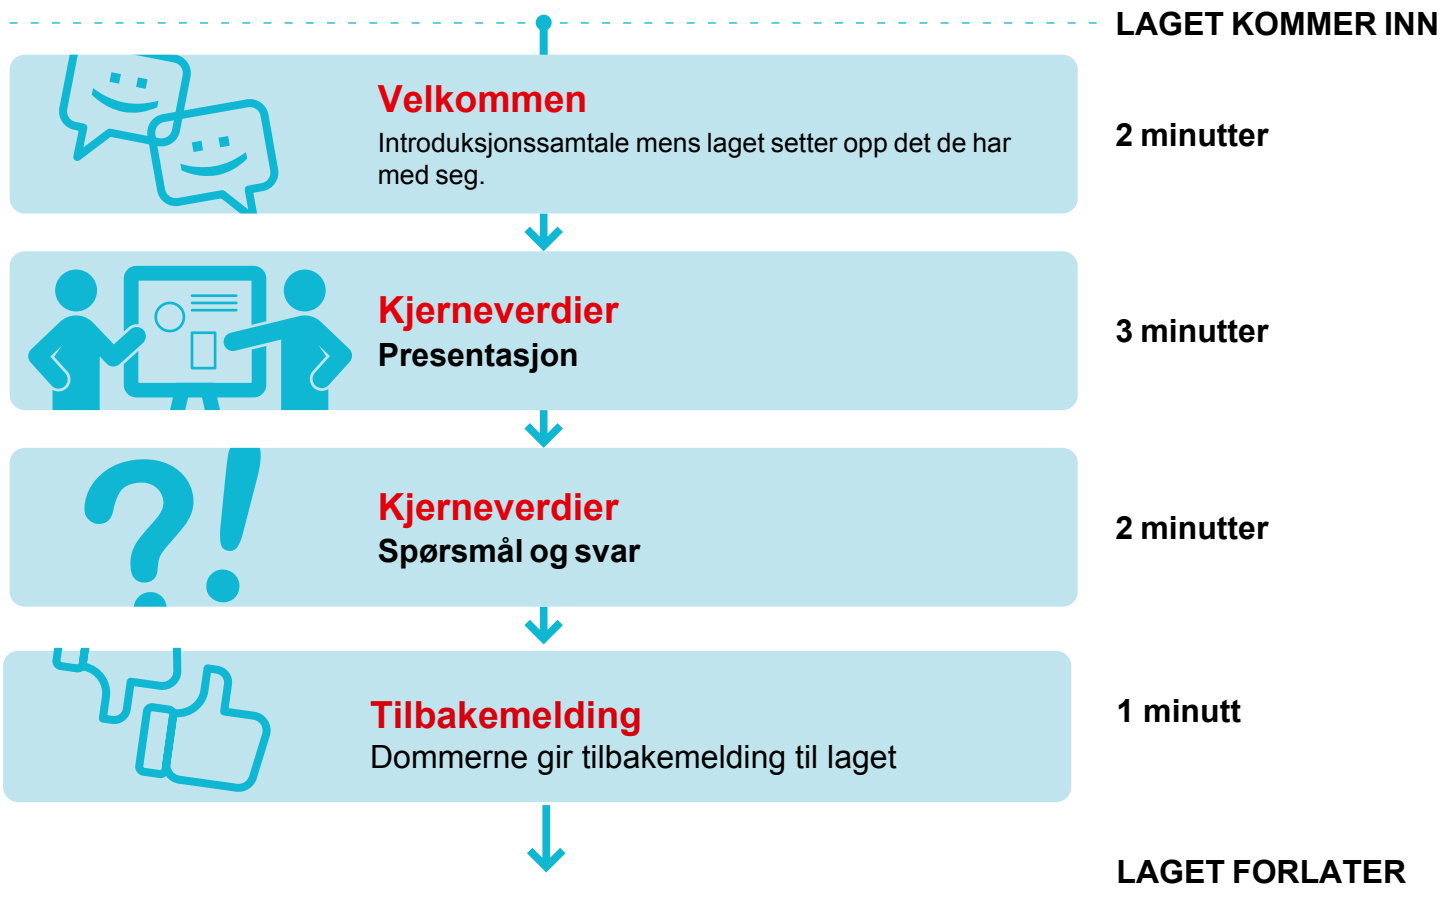 LAGET KOMMER INN
Velkommen
Introduksjonssamtale mens laget setter opp det de har
med seg.
2 minutter
Kjerneverdier
Presentasjon
3 minutter
Kjerneverdier
Spørsmål og svar
2 minutter
Tilbakemelding
Dommerne gir tilbakemelding til laget
1 minutt
LAGET FORLATER